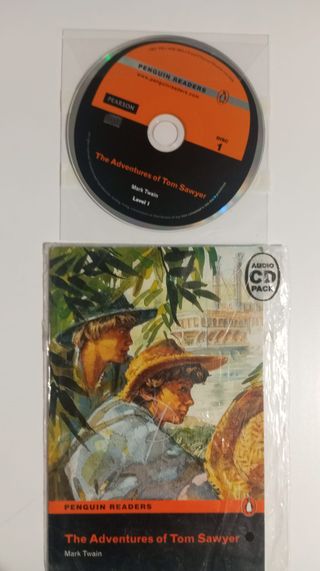 PENGUIN READERS
www.penguinreaders.com
PEARSON
DISC
1
The Adventures of Tom Sawyer
Mark Twain
Level 1
AUDIO
CD
PACK
PENGUIN READERS
The Adventures of Tom Sawyer
Mark Twain